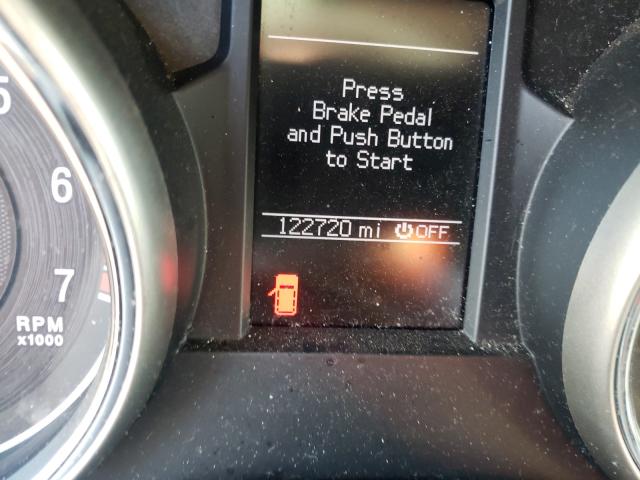 Press
Brake Pedal
and Push Button
to Start
122720 mi OFF
5
6
7
RPM
x1000